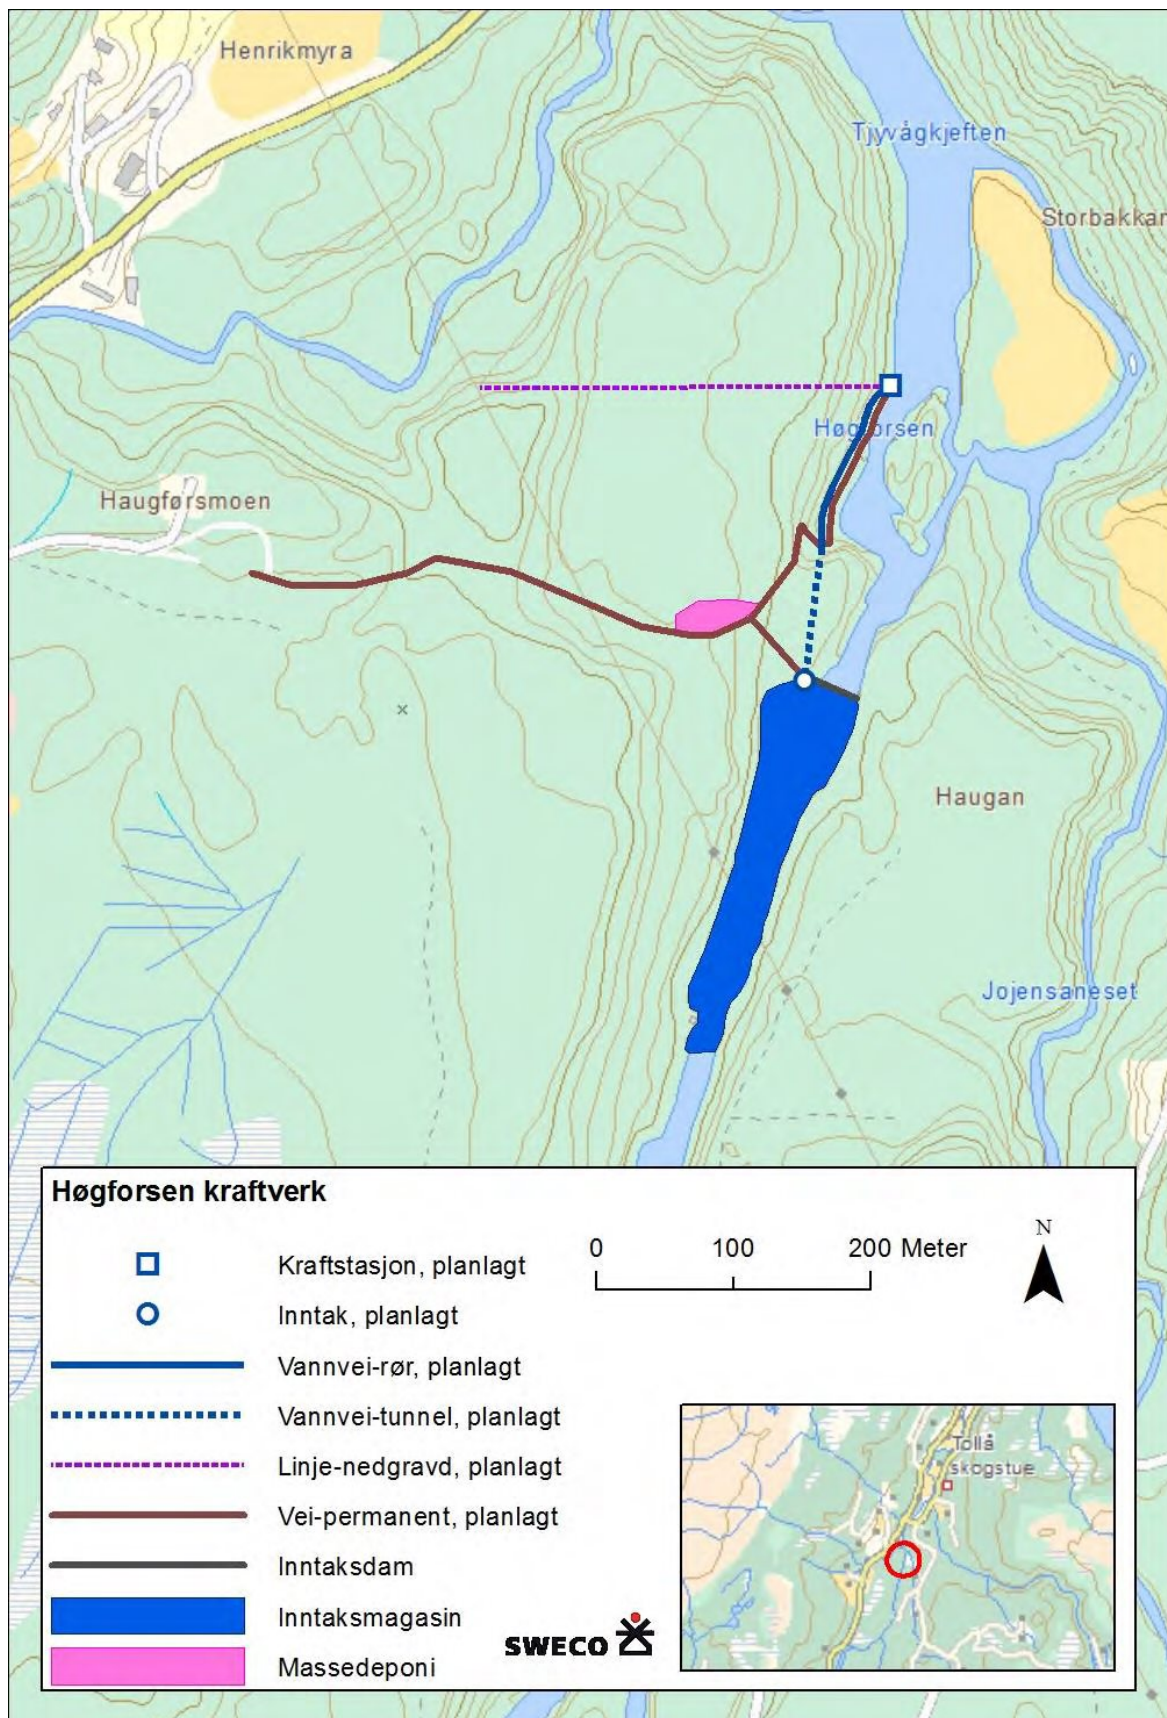 Henrikmyra
Tjyvågkjeften
Storbakkan
Høgforsen
Haugførsmoen
Haugan
Jojensaneset
Høgforsen kraftverk
Kraftstasjon, planlagt
Inntak, planlagt
Vannvei-rør, planlagt
Vannvei-tunnel, planlagt
Linje-nedgravd, planlagt
Vei-permanent, planlagt
Inntaksdam
Inntaksmagasin
Massedeponi
0 100 200 Meter
N
SWECO
Tollå
skogstue